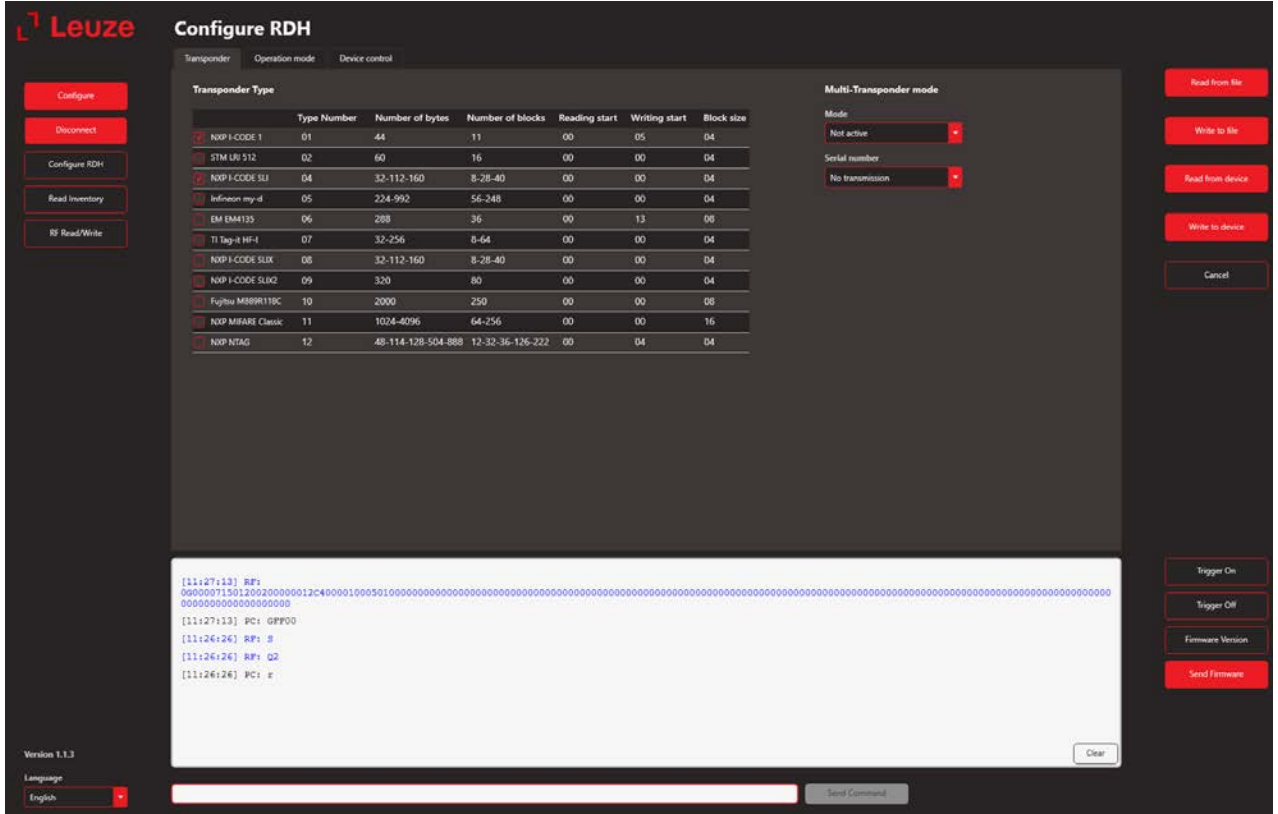 Leuze
Configure RDH
Transponder Operation mode Device control
Configure
Disconnect
Configure RDH
Read Inventory
RF Read/Write
Transponder Type
Type Number Number of bytes Number of blocks Reading start Writing start Block size
NXP I-CODE 1 01 44 11 00 05 04
STM LRI 512 02 60 16 00 00 04
NXP I-CODE SLI 04 32-112-160 8-28-40 00 00 04
Infineon my-d 05 224-992 56-248 00 00 04
EM EM4135 06 288 36 00 13 08
TI Tag-it HF-I 07 32-256 8-64 00 00 04
NXP I-CODE SLIX 08 32-112-160 8-28-40 00 00 04
NXP I-CODE SLIX2 09 320 80 00 00 04
Fujitsu MB89R118C 10 2000 250 00 00 08
NXP MIFARE Classic 11 1024-4096 64-256 00 00 16
NXP NTAG 12 48-114-128-504-888 12-32-36-126-222 00 04 04
Multi-Transponder mode
Mode
Not active
Serial number
No transmission
Read from file
Write to file
Read from device
Write to device
Cancel
[11:27:13] RF:
[11:27:13] PC: GFF00
[11:26:26] RF: S
[11:26:26] RF: Q2
[11:26:26] PC: r
Clear
Trigger On
Trigger Off
Firmware Version
Send Firmware
Version 1.1.3
Language
English
Send Command